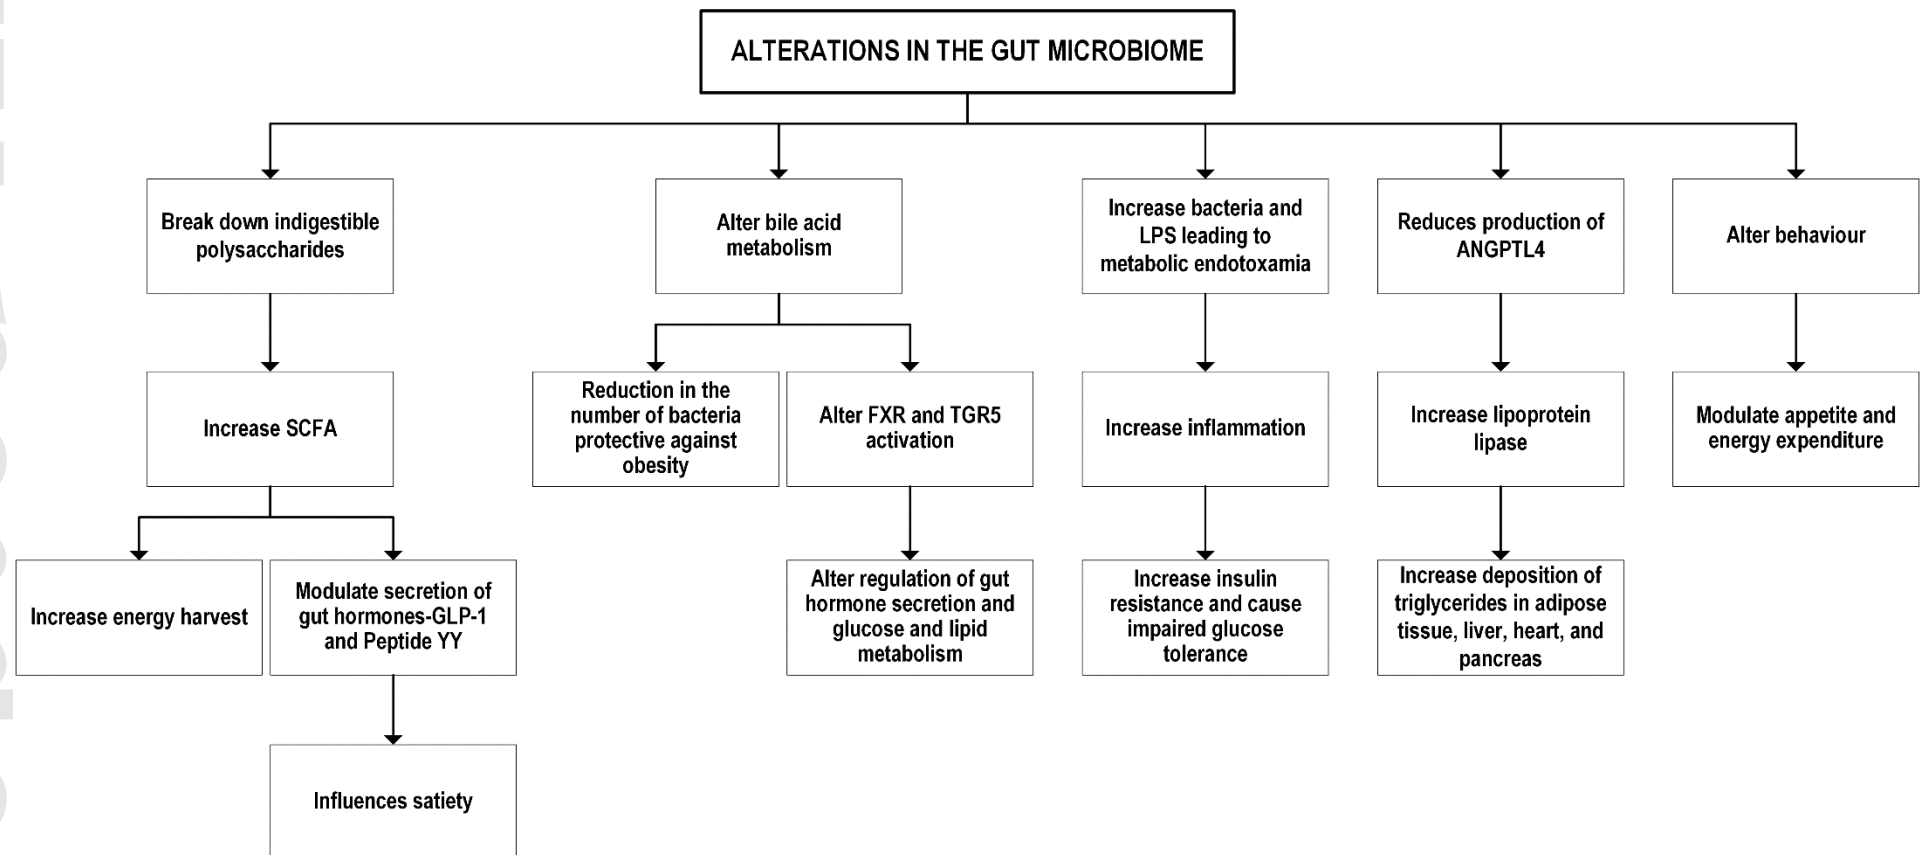 ALTERATIONS IN THE GUT MICROBIOME
Break down indigestible
polysaccharides
Alter bile acid
metabolism
Increase bacteria and
LPS leading to
metabolic endotoxamia
Reduces production of
ANGPTL4
Alter behaviour
Increase SCFA
Reduction in the
number of bacteria
protective against
obesity
Alter FXR and TGR5
activation
Increase inflammation
Increase lipoprotein
lipase
Modulate appetite and
energy expenditure
Increase energy harvest
Modulate secretion of
gut hormones-GLP-1
and Peptide YY
Alter regulation of gut
hormone secretion and
glucose and lipid
metabolism
Increase insulin
resistance and cause
impaired glucose
tolerance
Increase deposition of
triglycerides in adipose
tissue, liver, heart, and
pancreas
Influences satiety